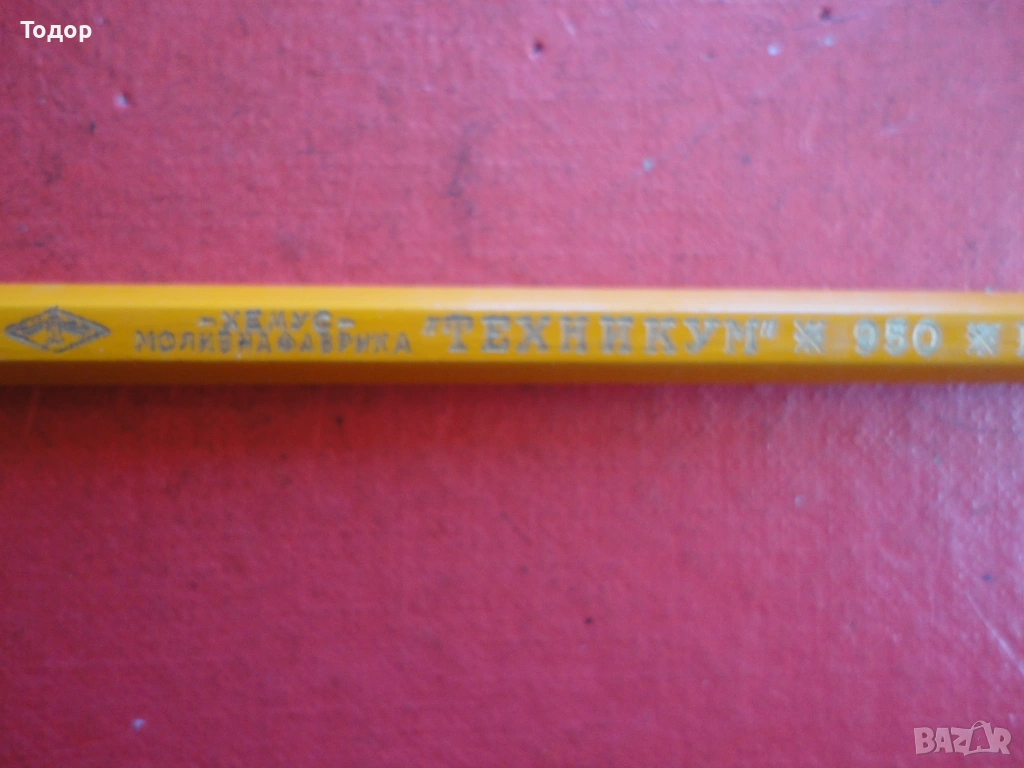 Тодор
-ХЕМУС-
МОЛИВНА ФАБРИКА
"ТЕХНИКУМ" ※ 950 ※
BAZAR